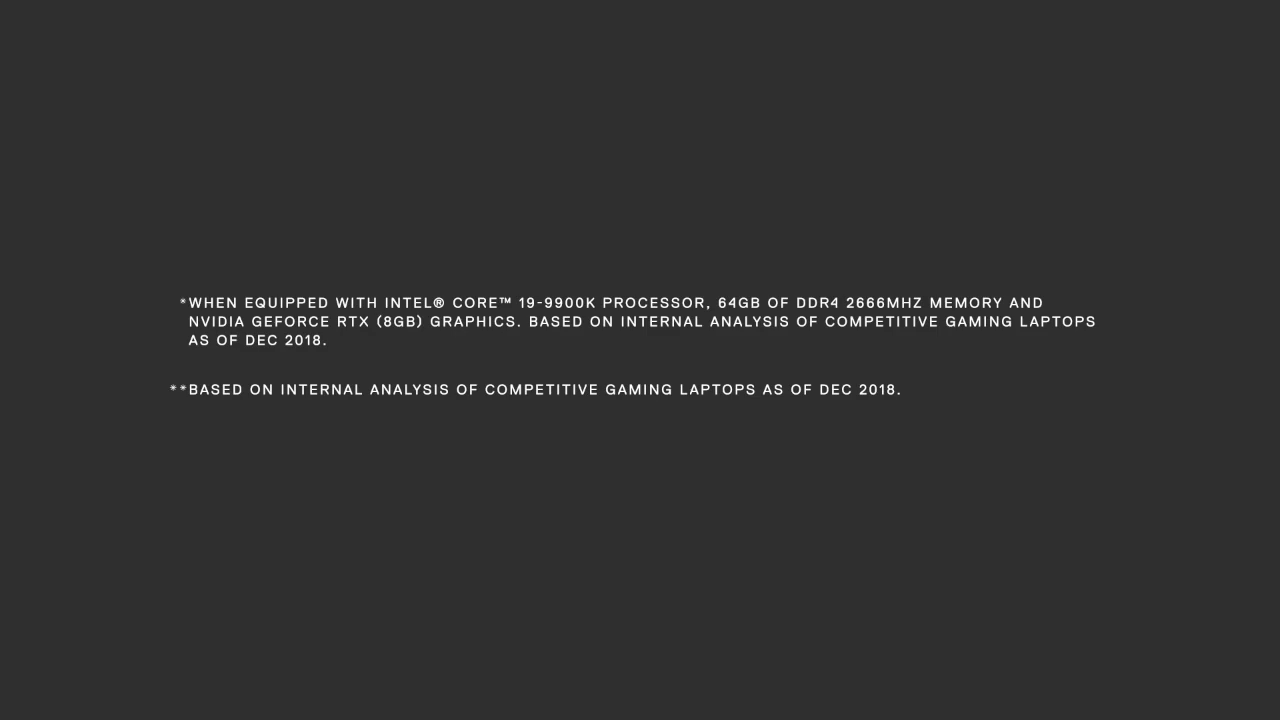 *WHEN EQUIPPED WITH INTEL® CORE™ 19-9900K PROCESSOR, 64GB OF DDR4 2666MHZ MEMORY AND
NVIDIA GEFORCE RTX (8GB) GRAPHICS. BASED ON INTERNAL ANALYSIS OF COMPETITIVE GAMING LAPTOPS
AS OF DEC 2018.
**BASED ON INTERNAL ANALYSIS OF COMPETITIVE GAMING LAPTOPS AS OF DEC 2018.